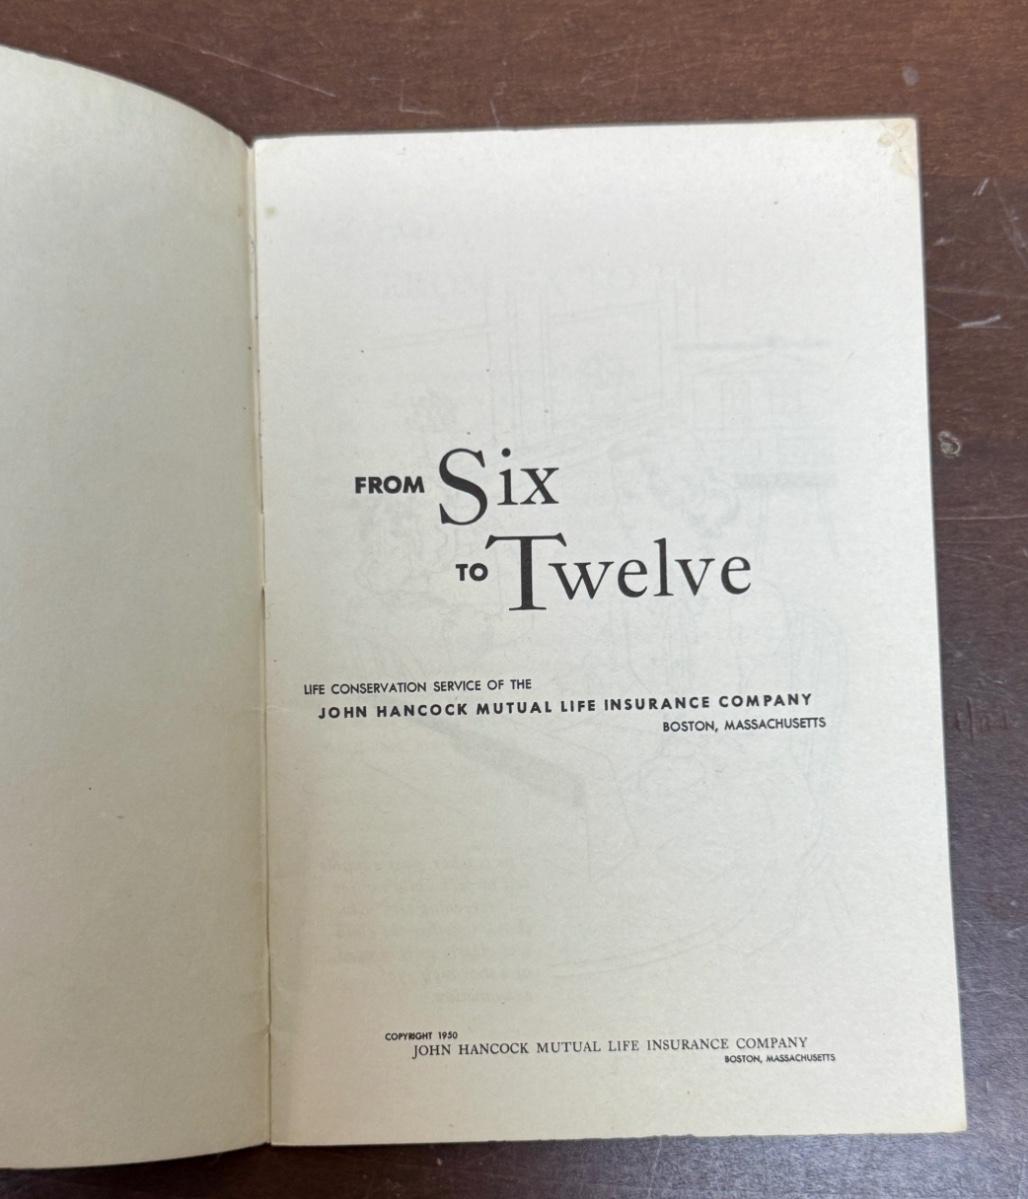 FROM Six
TO Twelve
LIFE CONSERVATION SERVICE OF THE
JOHN HANCOCK MUTUAL LIFE INSURANCE COMPANY
BOSTON, MASSACHUSETTS
COPYRIGHT 1950
JOHN HANCOCK MUTUAL LIFE INSURANCE COMPANY
BOSTON, MASSACHUSETTS